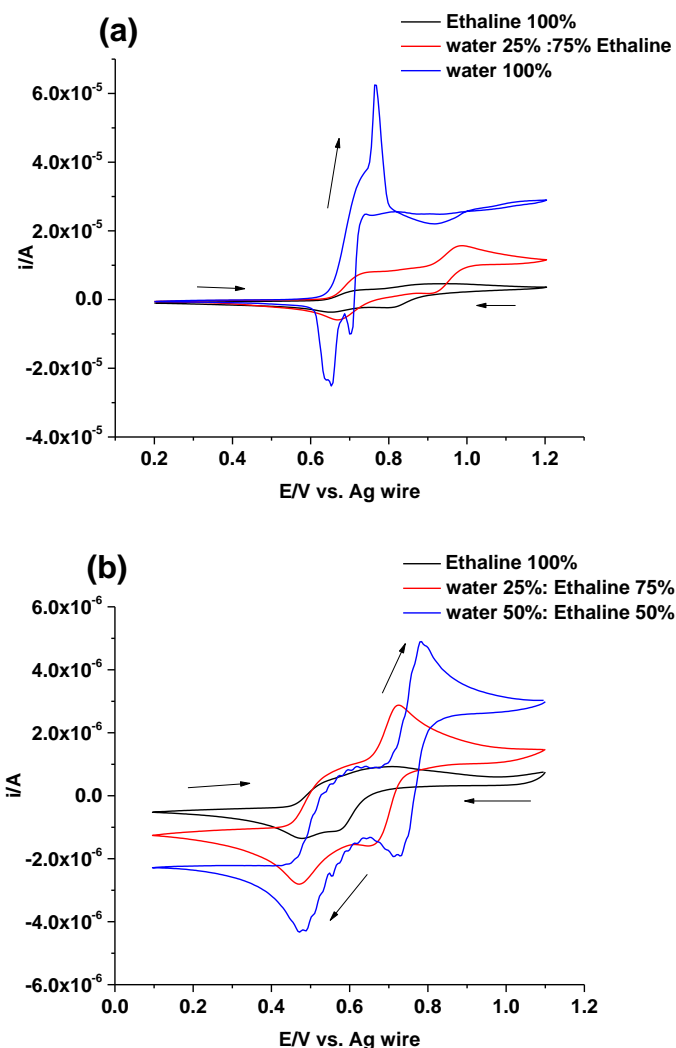 (a)
Ethaline 100%
water 25% :75% Ethaline
water 100%
6.0x10⁻⁵
4.0x10⁻⁵
2.0x10⁻⁵
0.0
-2.0x10⁻⁵
-4.0x10⁻⁵
i/A
0.2 0.4 0.6 0.8 1.0 1.2
E/V vs. Ag wire
(b)
Ethaline 100%
water 25%: Ethaline 75%
water 50%: Ethaline 50%
6.0x10⁻⁶
4.0x10⁻⁶
2.0x10⁻⁶
0.0
-2.0x10⁻⁶
-4.0x10⁻⁶
-6.0x10⁻⁶
i/A
0.0 0.2 0.4 0.6 0.8 1.0 1.2
E/V vs. Ag wire